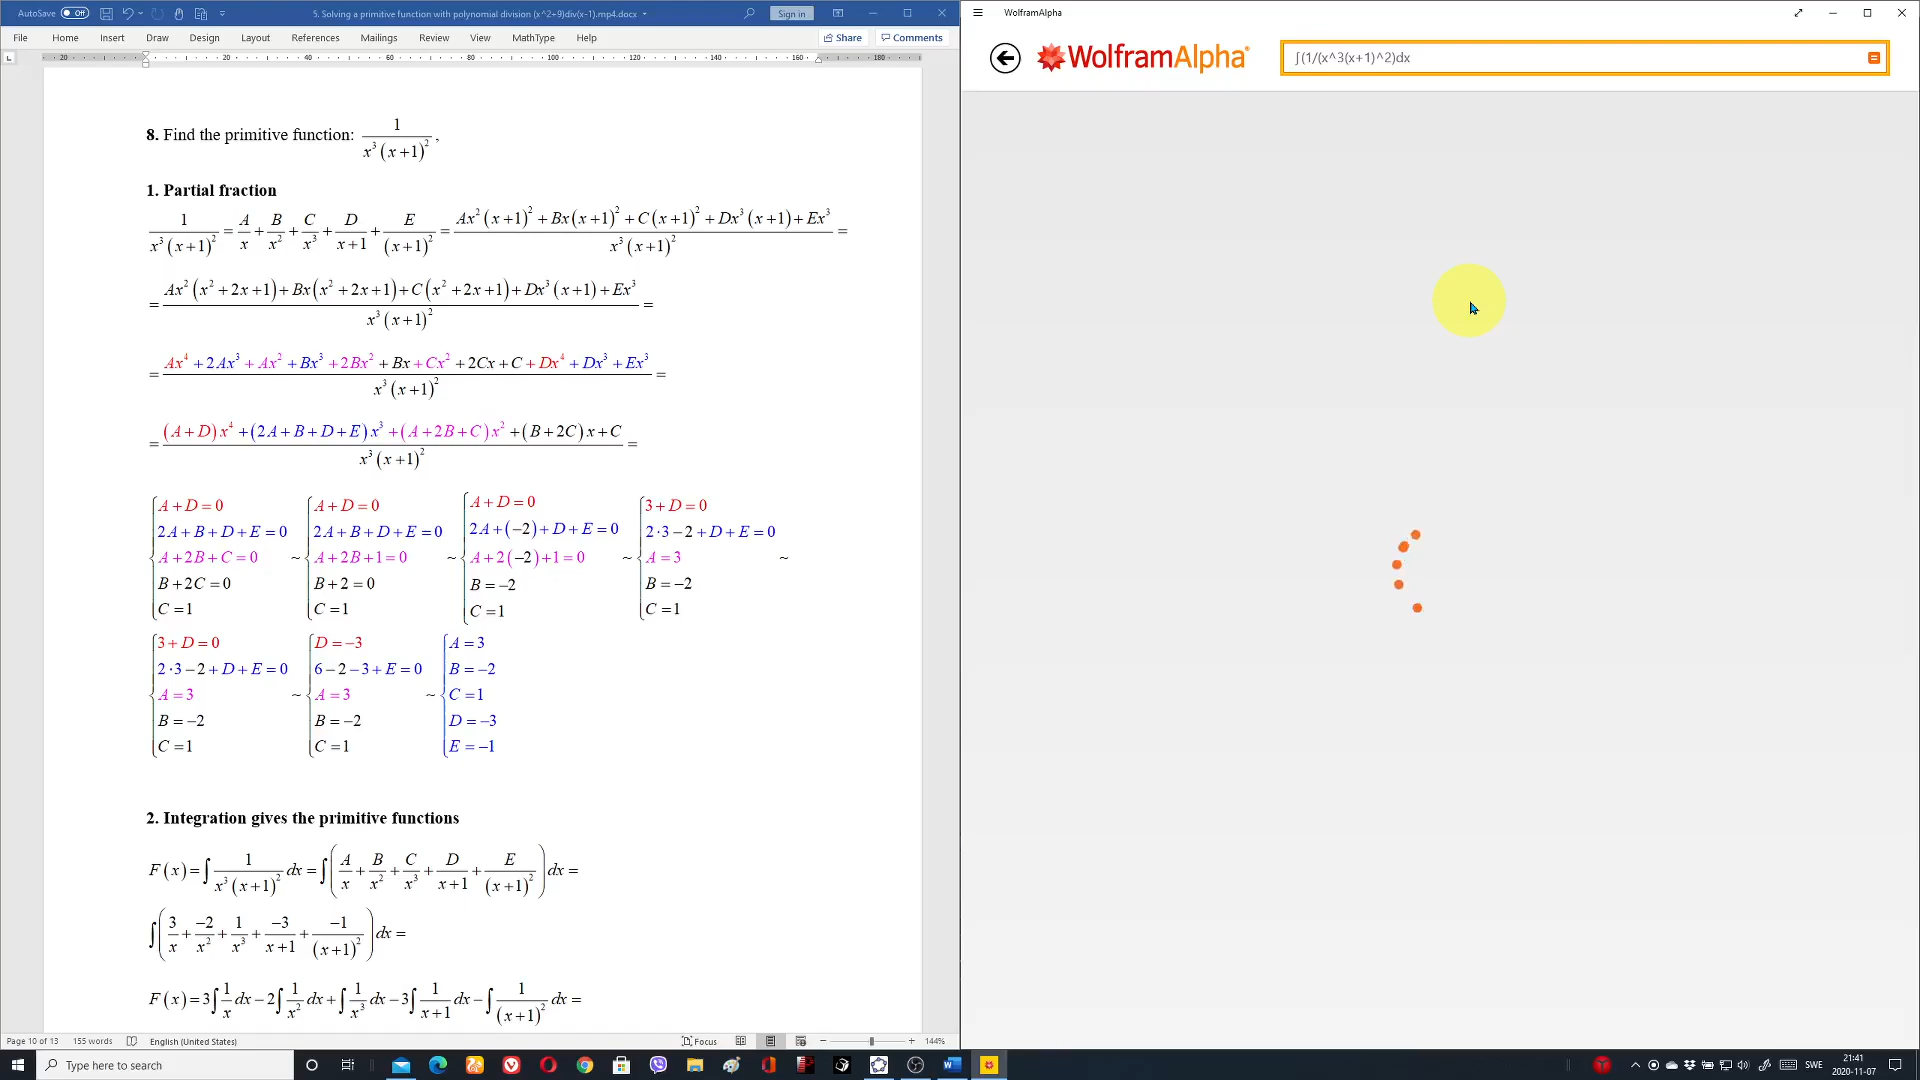 AutoSave Off 5. Solving a primitive function with polynomial division (x^2+9)div(x-1).mp4.docx Sign in
File Home Insert Draw Design Layout References Mailings Review View MathType Help Share Comments
20 20 40 60 80 100 120 140 160 180
8. Find the primitive function: 1/(x^3(x+1)^2),
1. Partial fraction
1/(x^3(x+1)^2) = A/x + B/x^2 + C/x^3 + D/(x+1) + E/(x+1)^2 = (Ax^2(x+1)^2 + Bx(x+1)^2 + C(x+1)^2 + Dx^3(x+1) + Ex^3)/(x^3(x+1)^2) =
= (Ax^2(x^2+2x+1) + Bx(x^2+2x+1) + C(x^2+2x+1) + Dx^3(x+1) + Ex^3)/(x^3(x+1)^2) =
= (Ax^4 + 2Ax^3 + Ax^2 + Bx^3 + 2Bx^2 + Bx + Cx^2 + 2Cx + C + Dx^4 + Dx^3 + Ex^3)/(x^3(x+1)^2) =
= ((A+D)x^4 + (2A+B+D+E)x^3 + (A+2B+C)x^2 + (B+2C)x + C)/(x^3(x+1)^2) =
A+D=0 A+D=0 A+D=0 3+D=0
2A+B+D+E=0 2A+B+D+E=0 2A+(−2)+D+E=0 2·3−2+D+E=0
A+2B+C=0 ~ A+2B+1=0 ~ A+2(−2)+1=0 ~ A=3 ~
B+2C=0 B+2=0 B=−2 B=−2
C=1 C=1 C=1 C=1
3+D=0 D=−3 A=3
2·3−2+D+E=0 6−2−3+E=0 B=−2
A=3 ~ A=3 ~ C=1
B=−2 B=−2 D=−3
C=1 C=1 E=−1
2. Integration gives the primitive functions
F(x)=∫ 1/(x^3(x+1)^2) dx = ∫(A/x + B/x^2 + C/x^3 + D/(x+1) + E/(x+1)^2)dx =
∫(3/x + −2/x^2 + 1/x^3 + −3/(x+1) + −1/(x+1)^2)dx =
F(x)=3∫1/x dx − 2∫1/x^2 dx + ∫1/x^3 dx − 3∫1/(x+1) dx − ∫1/(x+1)^2 dx =
Page 10 of 13 155 words English (United States) Focus 144%
WolframAlpha
WolframAlpha ∫(1/(x^3(x+1)^2)dx
Type here to search SWE 21:41
2020-11-07